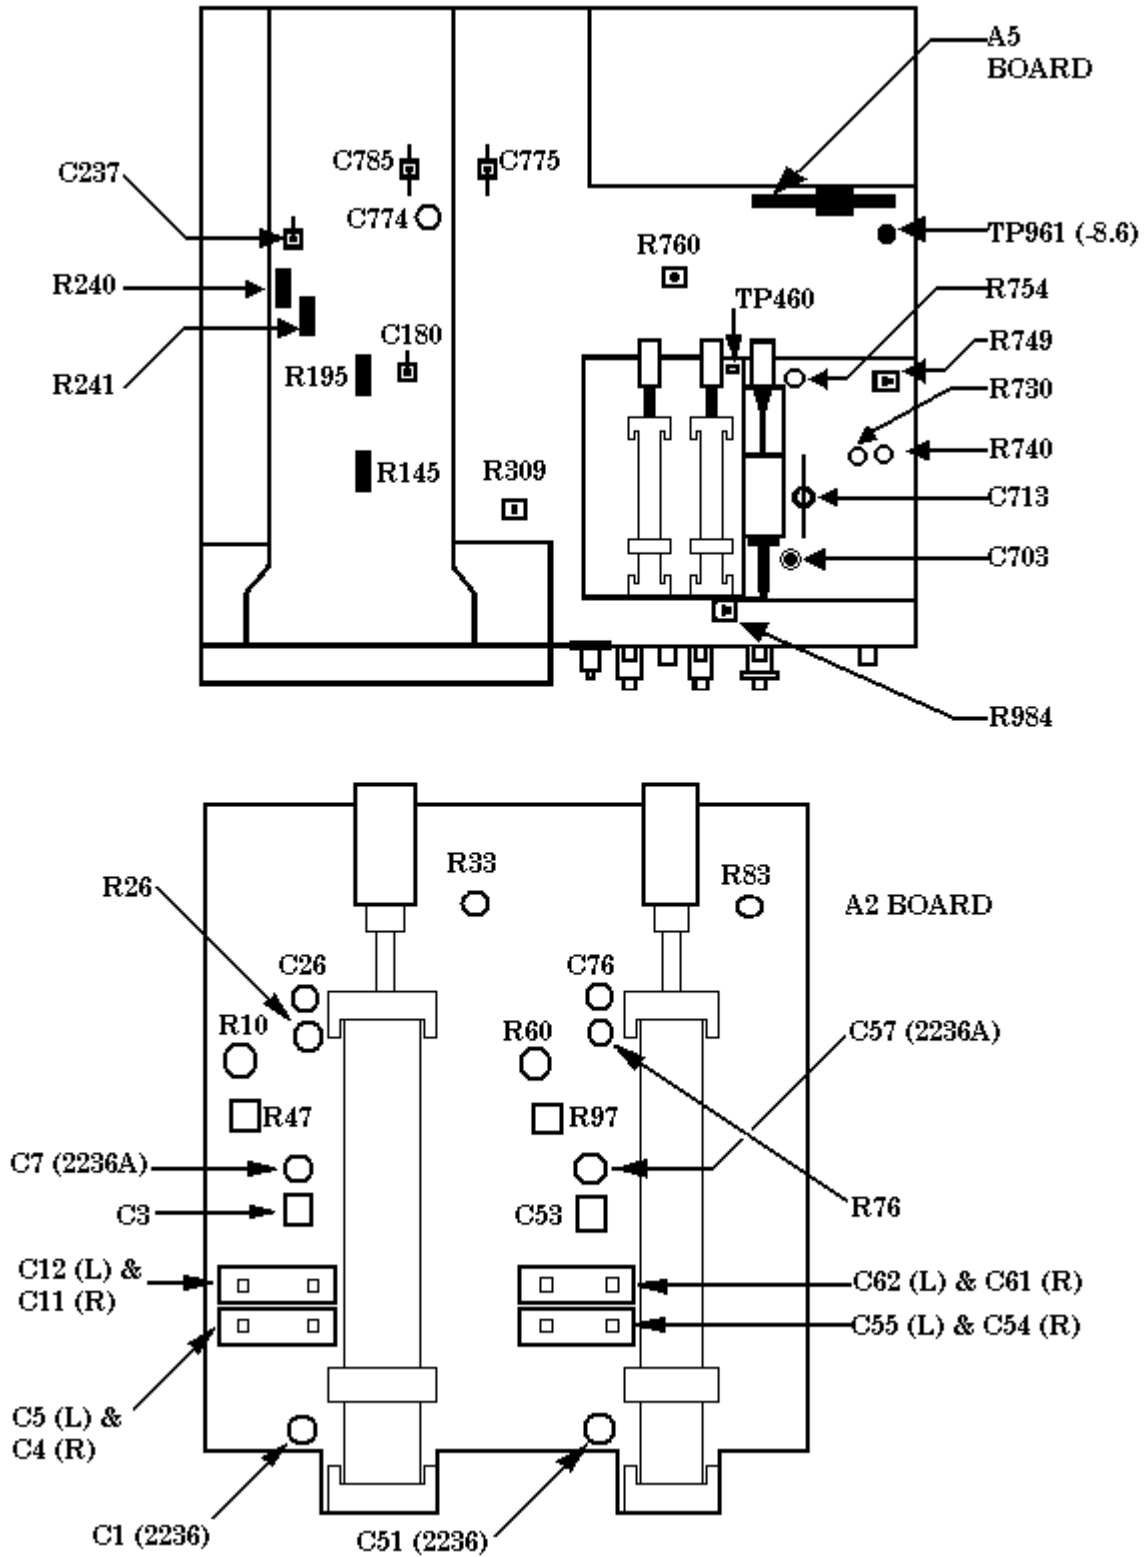 A5
BOARD
C785
C775
C237
C774
TP961 (-8.6)
R760
R240
R754
TP460
C180
R749
R195
R241
R730
R740
R145
R309
C713
C703
R984
R33
R83
R26
A2 BOARD
C26
C76
R10
R60
C57 (2236A)
R47
R97
C7 (2236A)
R76
C3
C53
C12 (L) &
C11 (R)
C62 (L) & C61 (R)
C55 (L) & C54 (R)
C5 (L) &
C4 (R)
C1 (2236)
C51 (2236)